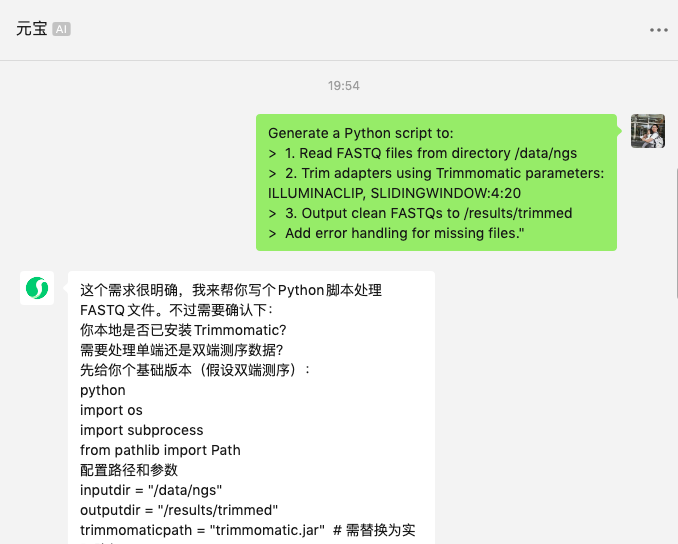 元宝 AI
19:54
Generate a Python script to:
> 1. Read FASTQ files from directory /data/ngs
> 2. Trim adapters using Trimmomatic parameters:
ILLUMINACLIP, SLIDINGWINDOW:4:20
> 3. Output clean FASTQs to /results/trimmed
> Add error handling for missing files."
这个需求很明确，我来帮你写个Python脚本处理
FASTQ文件。不过需要确认下：
你本地是否已安装Trimmomatic?
需要处理单端还是双端测序数据?
先给你个基础版本（假设双端测序）：
python
import os
import subprocess
from pathlib import Path
配置路径和参数
inputdir = "/data/ngs"
outputdir = "/results/trimmed"
trimmomaticpath = "trimmomatic.jar" # 需替换为实